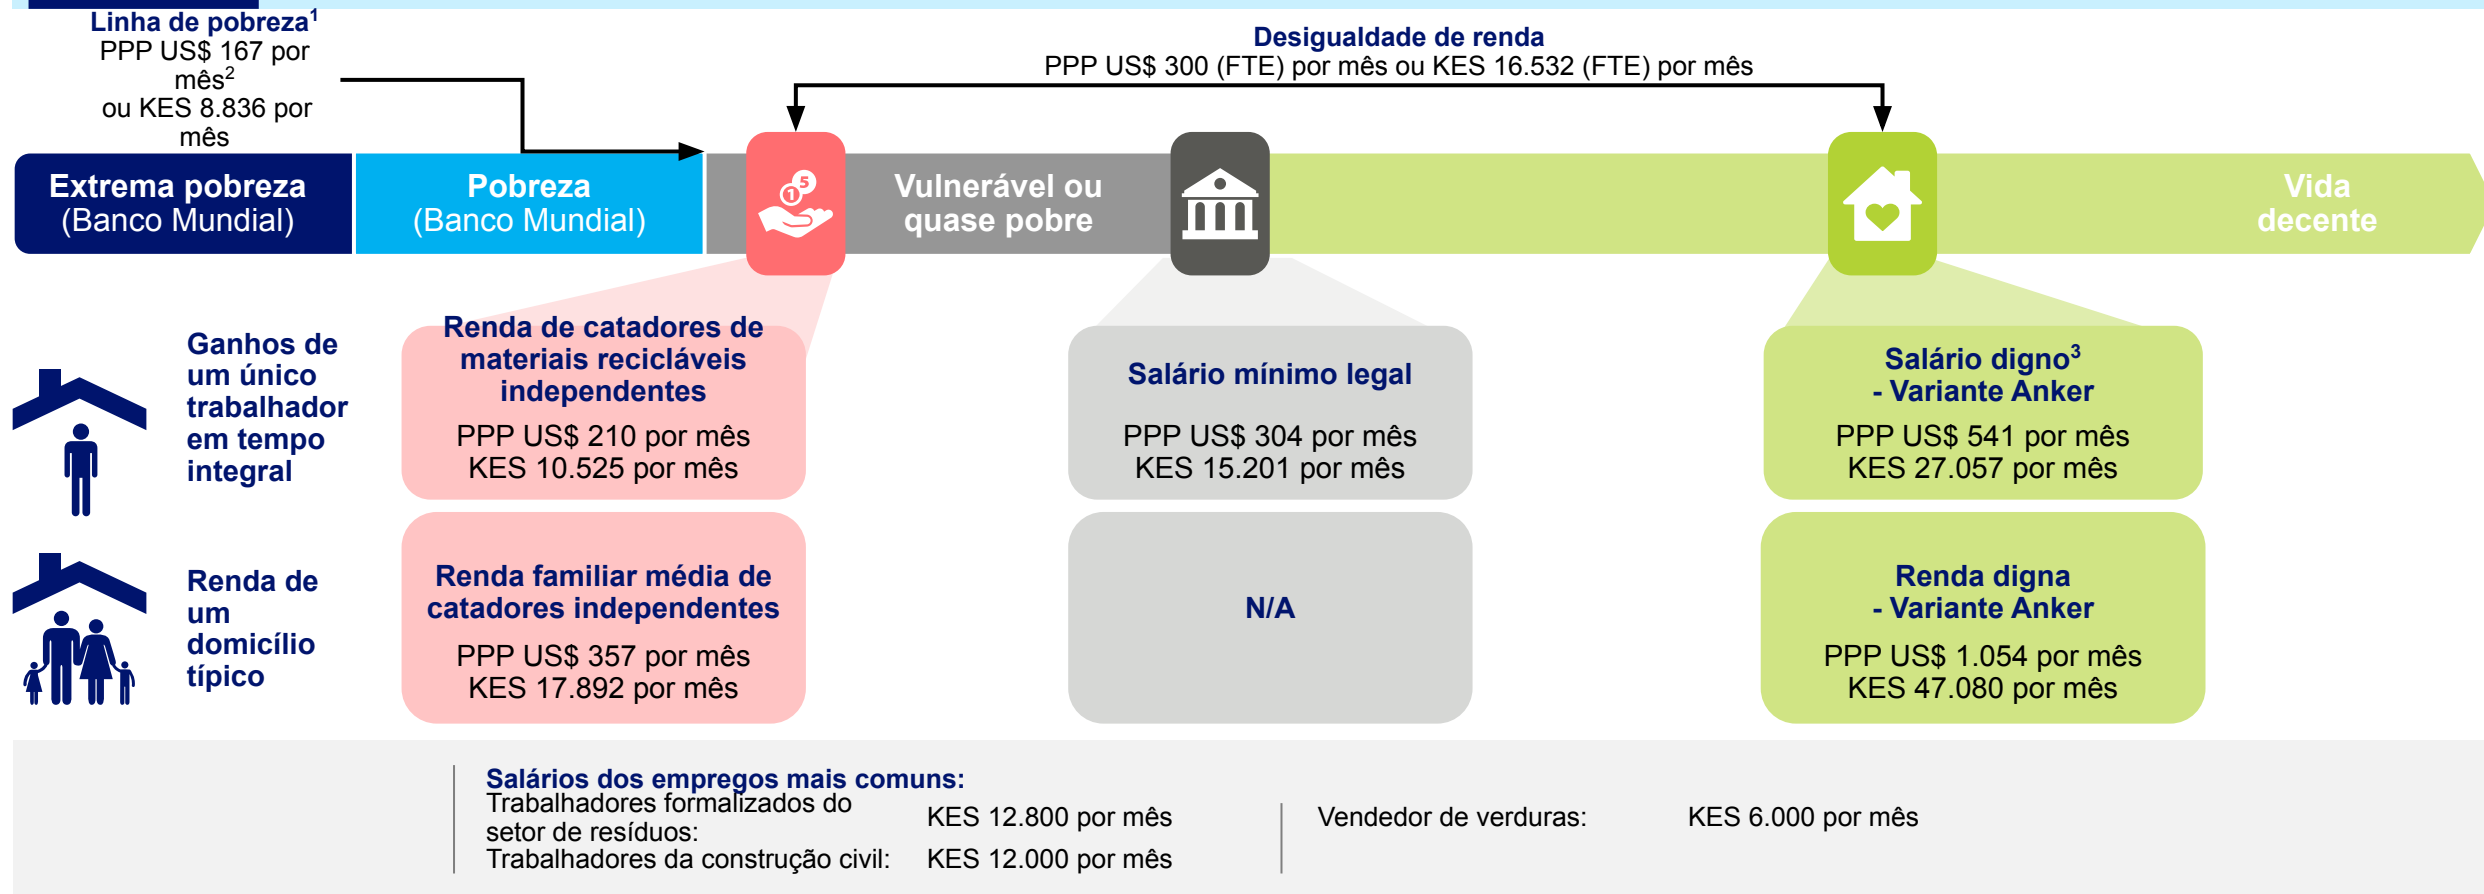 Linha de pobreza1
PPP US$ 167 por
mês2
ou KES 8.836 por
mês
Desigualdade de renda
PPP US$ 300 (FTE) por mês ou KES 16.532 (FTE) por mês
Extrema pobreza
(Banco Mundial)
Pobreza
(Banco Mundial)
1 5
Vulnerável ou
quase pobre
Vida
decente
Ganhos de
um único
trabalhador
em tempo
integral
Renda de catadores de
materiais recicláveis
independentes
PPP US$ 210 por mês
KES 10.525 por mês
Salário mínimo legal
PPP US$ 304 por mês
KES 15.201 por mês
Salário digno3
- Variante Anker
PPP US$ 541 por mês
KES 27.057 por mês
Renda de
um
domicílio
típico
Renda familiar média de
catadores independentes
PPP US$ 357 por mês
KES 17.892 por mês
N/A
Renda digna
- Variante Anker
PPP US$ 1.054 por mês
KES 47.080 por mês
Salários dos empregos mais comuns:
Trabalhadores formalizados do
setor de resíduos:
KES 12.800 por mês
Trabalhadores da construção civil:
KES 12.000 por mês
Vendedor de verduras:
KES 6.000 por mês